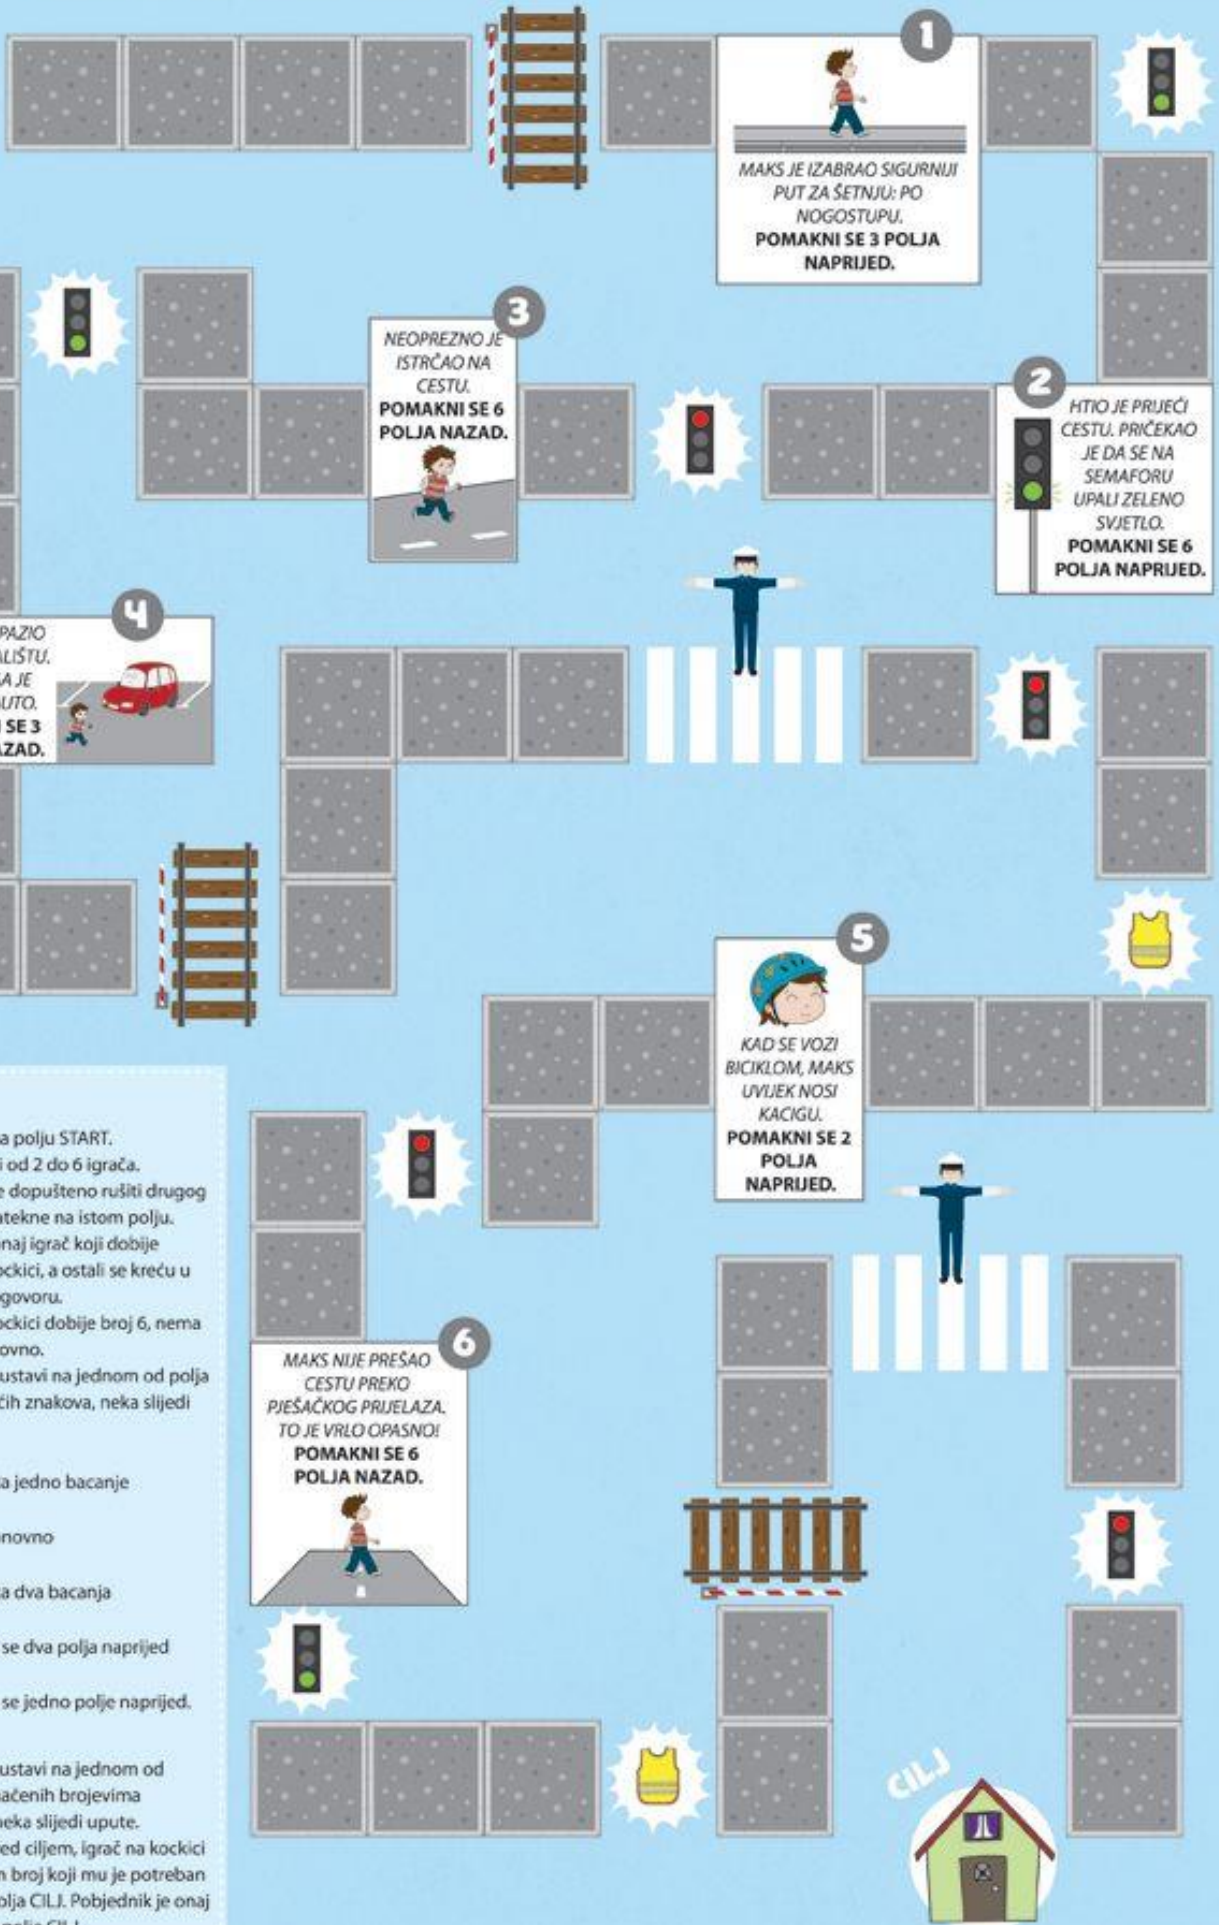 1
MAKS JE IZABRAO SIGURNIJI
PUT ZA ŠETNJU: PO
NOGOSTUPU.
POMAKNI SE 3 POLJA
NAPRIJED.
3
NEOPREZNO JE
ISTRČAO NA
CESTU.
POMAKNI SE 6
POLJA NAZAD.
2
HTIO JE PRIJEĆI
CESTU. PRIČEKAO
JE DA SE NA
SEMAFORU
UPALI ZELENO
SVJETLO.
POMAKNI SE 6
POLJA NAPRIJED.
4
PAZIO
ALIŠTU.
A JE
UTO.
SE 3
ZAD.
5
KAD SE VOZI
BICIKLOM, MAKS
UVIJEK NOSI
KACIGU.
POMAKNI SE 2
POLJA
NAPRIJED.
a polju START.
i od 2 do 6 igrača.
e dopušteno rušiti drugog
atekne na istom polju.
naj igrač koji dobije
ockici, a ostali se kreću u
govoru.
ockici dobije broj 6, nema
ovno.
ustavi na jednom od polja
ćih znakova, neka slijedi
a jedno bacanje
novno
a dva bacanja
se dva polja naprijed
se jedno polje naprijed.
ustavi na jednom od
ačenih brojevima
neka slijedi upute.
ed ciljem, igrač na kockici
n broj koji mu je potreban
olja CILJ. Pobjednik je onaj
6
MAKS NIJE PREŠAO
CESTU PREKO
PJEŠAČKOG PRIJELAZA.
TO JE VRLO OPASNO!
POMAKNI SE 6
POLJA NAZAD.
CILJ